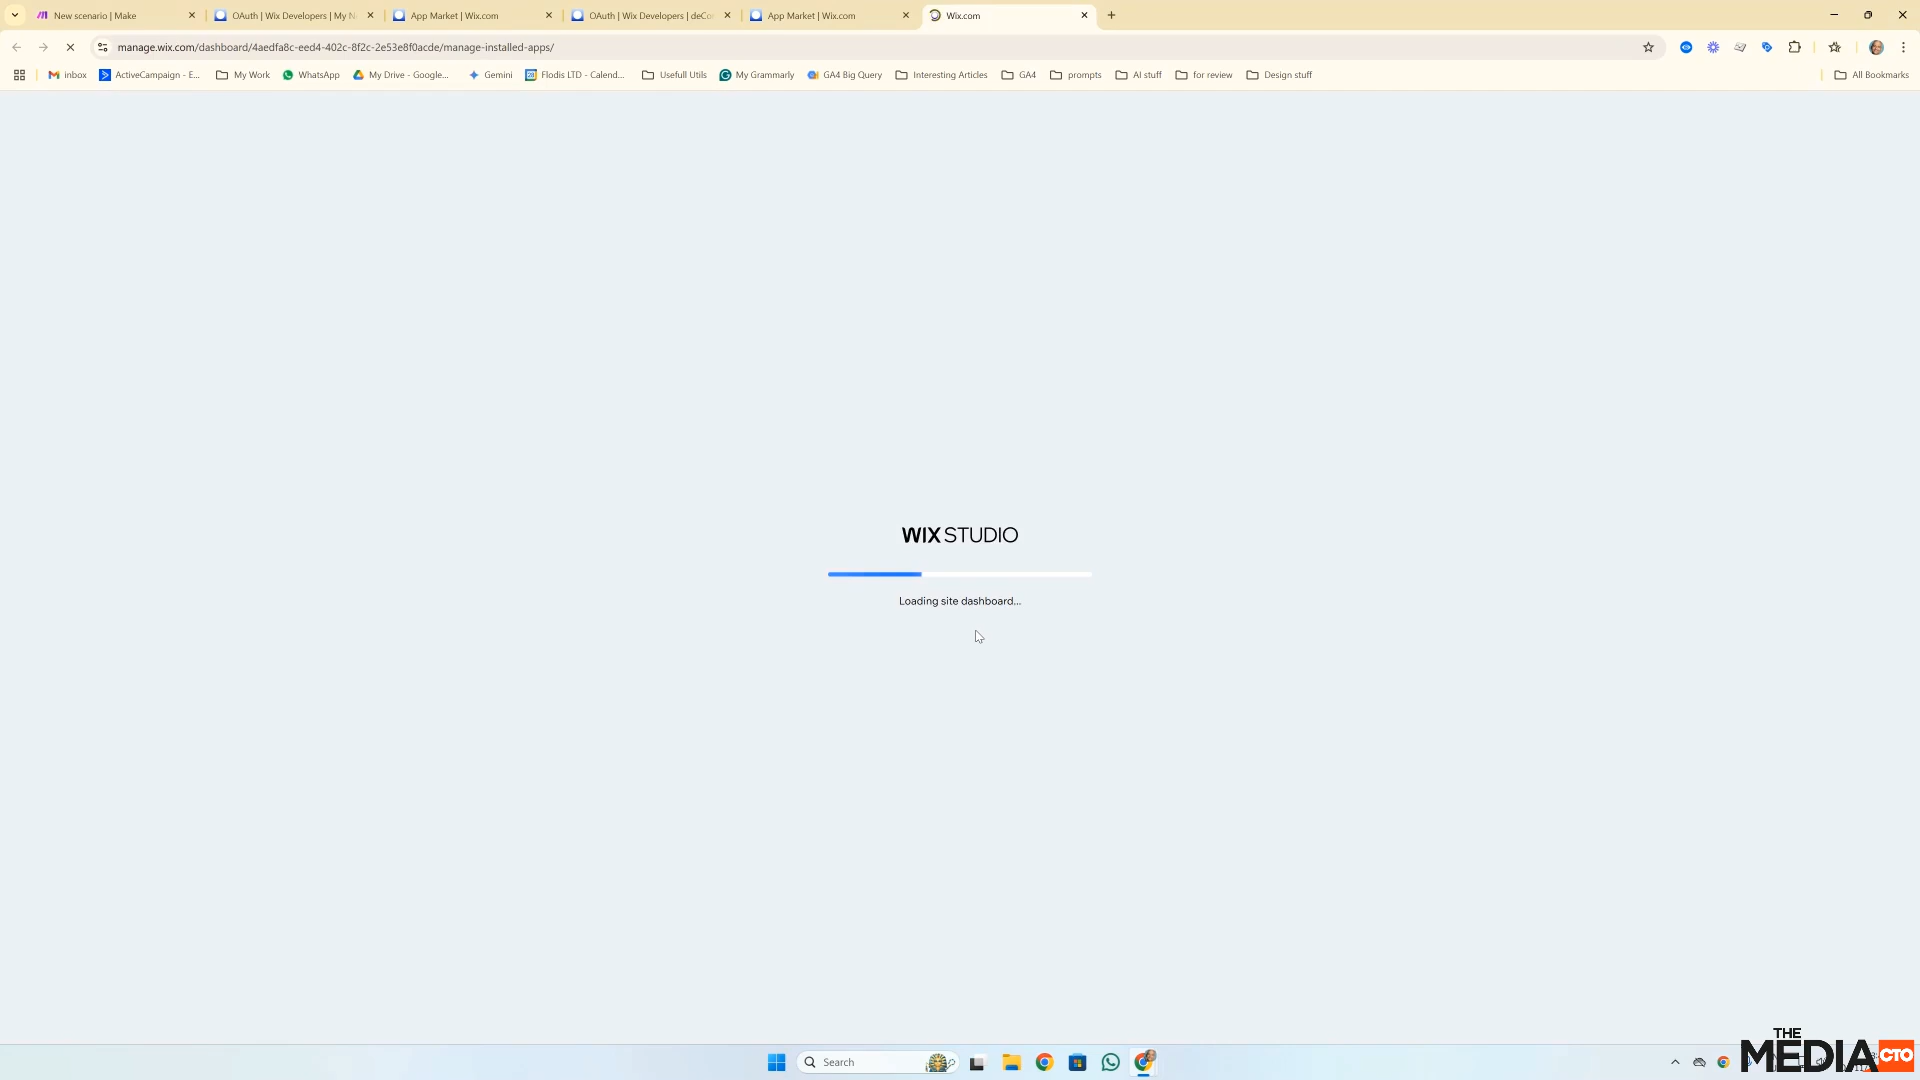 New scenario | Make
OAuth | Wix Developers | My N
App Market | Wix.com
OAuth | Wix Developers | deCo
App Market | Wix.com
Wix.com
manage.wix.com/dashboard/4aedfa8c-eed4-402c-8f2c-2e53e8f0acde/manage-installed-apps/
inbox
ActiveCampaign - E...
My Work
WhatsApp
My Drive - Google...
Gemini
Flodis LTD - Calend...
Usefull Utils
My Grammarly
GA4 Big Query
Interesting Articles
GA4
prompts
AI stuff
for review
Design stuff
All Bookmarks
WIX STUDIO
Loading site dashboard...
Search
THE
MEDIA CTO